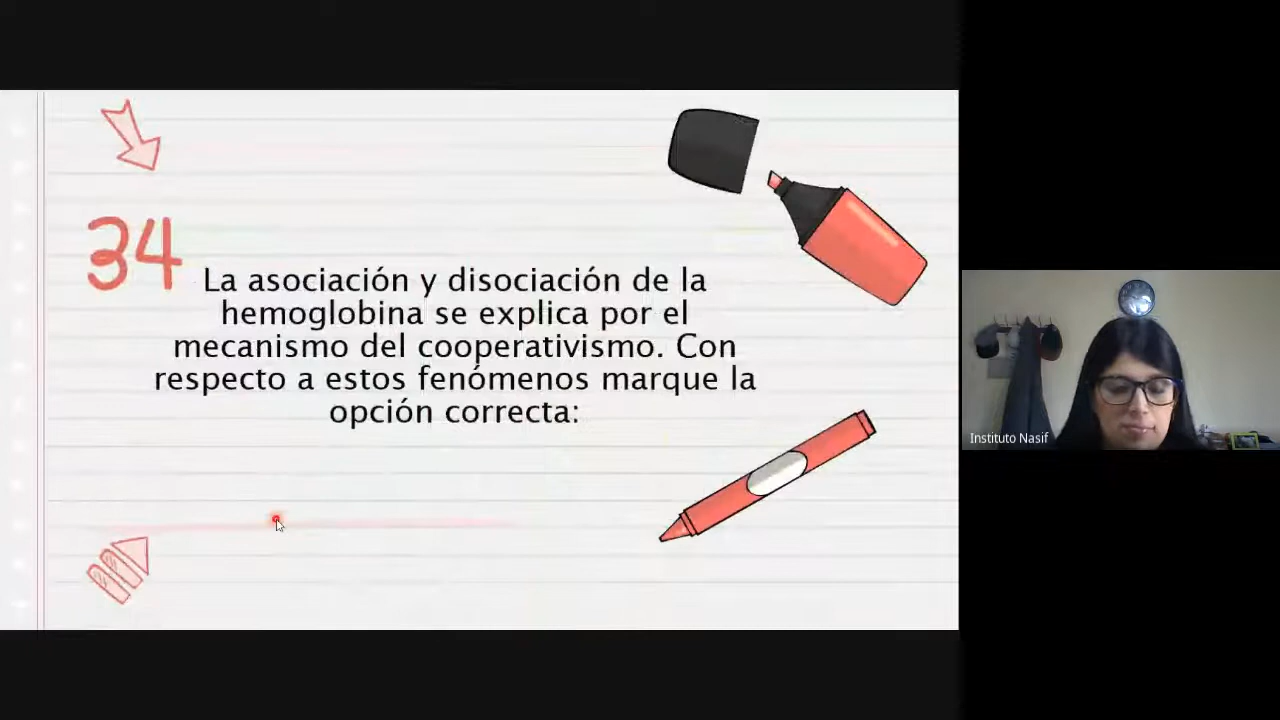 34
La asociación y disociación de la
hemoglobina se explica por el
mecanismo del cooperativismo. Con
respecto a estos fenómenos marque la
opción correcta:
Instituto Nasif